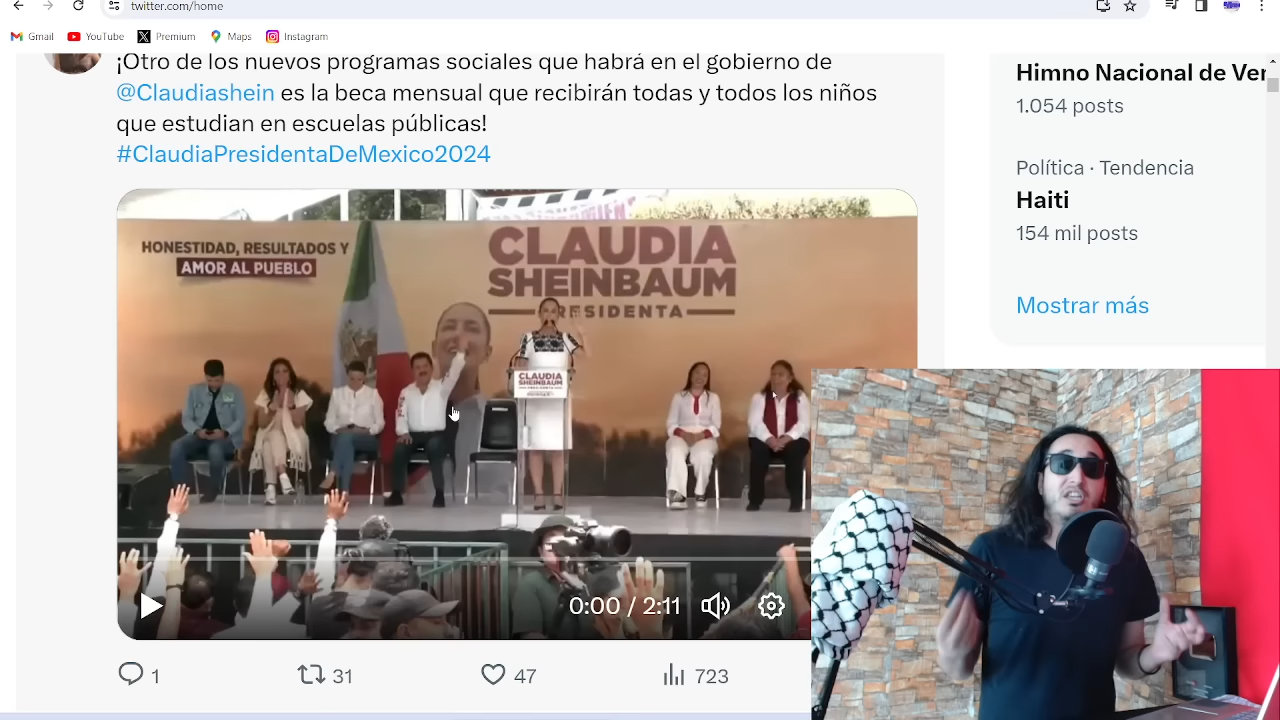 twitter.com/home
Gmail
YouTube
Premium
Maps
Instagram
¡Otro de los nuevos programas sociales que habrá en el gobierno de
@Claudiashein es la beca mensual que recibirán todas y todos los niños
que estudian en escuelas públicas!
#ClaudiaPresidentaDeMexico2024
HONESTIDAD, RESULTADOS Y
AMOR AL PUEBLO
CLAUDIA
SHEINBAUM
PRESIDENTA
CLAUDIA
SHEINBAUM
0:00 / 2:11
1
31
47
723
Himno Nacional de Ver
1.054 posts
Política · Tendencia
Haiti
154 mil posts
Mostrar más